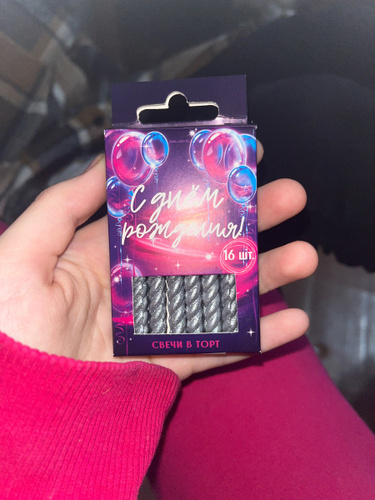 С днём
рождения!
16 шт.
СВЕЧИ В ТОРТ